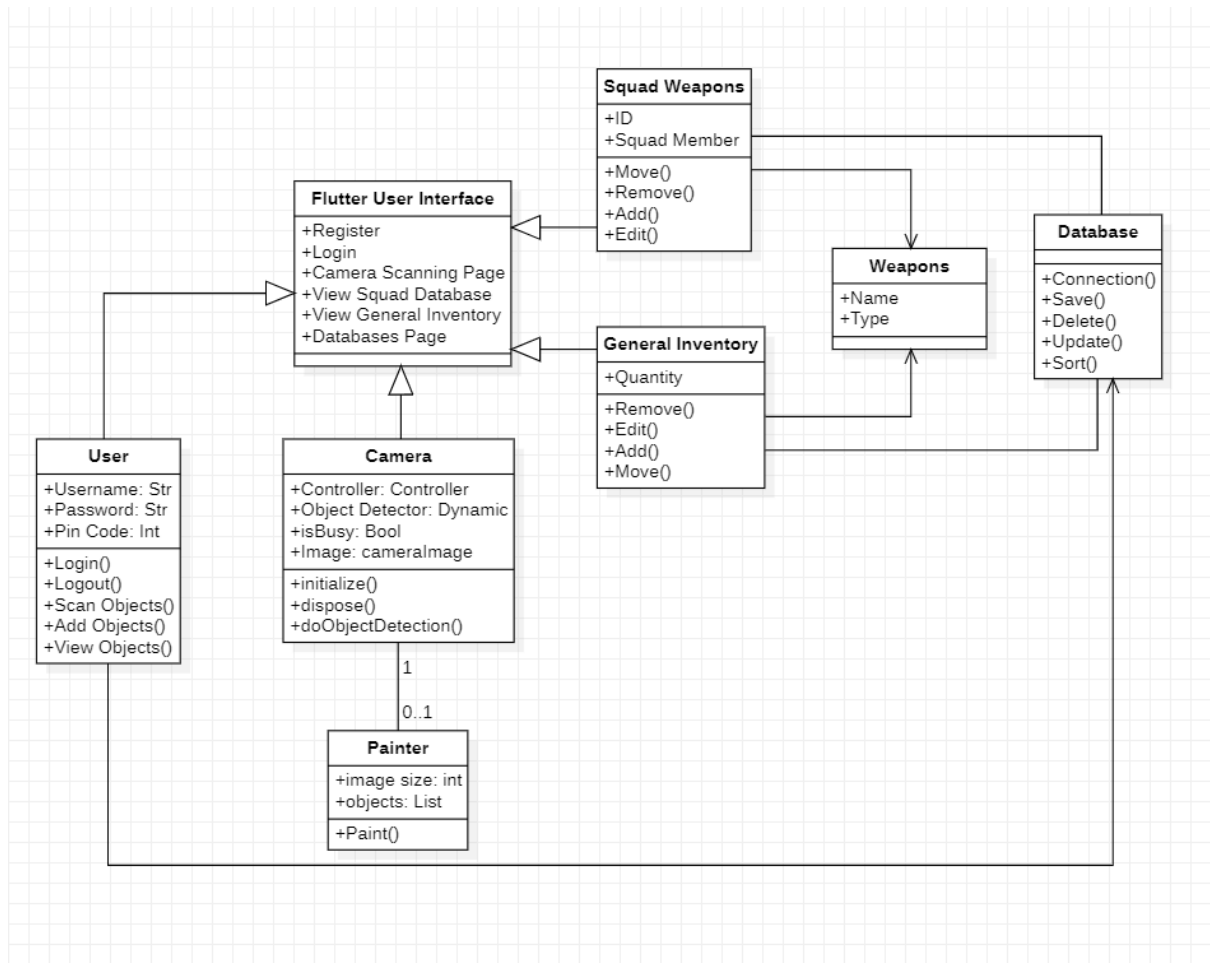 Squad Weapons
+ID
+Squad Member
+Move()
+Remove()
+Add()
+Edit()
Flutter User Interface
+Register
+Login
+Camera Scanning Page
+View Squad Database
+View General Inventory
+Databases Page
Weapons
+Name
+Type
Database
+Connection()
+Save()
+Delete()
+Update()
+Sort()
General Inventory
+Quantity
+Remove()
+Edit()
+Add()
+Move()
User
+Username: Str
+Password: Str
+Pin Code: Int
+Login()
+Logout()
+Scan Objects()
+Add Objects()
+View Objects()
Camera
+Controller: Controller
+Object Detector: Dynamic
+isBusy: Bool
+Image: cameraImage
+initialize()
+dispose()
+doObjectDetection()
1
0..1
Painter
+image size: int
+objects: List
+Paint()